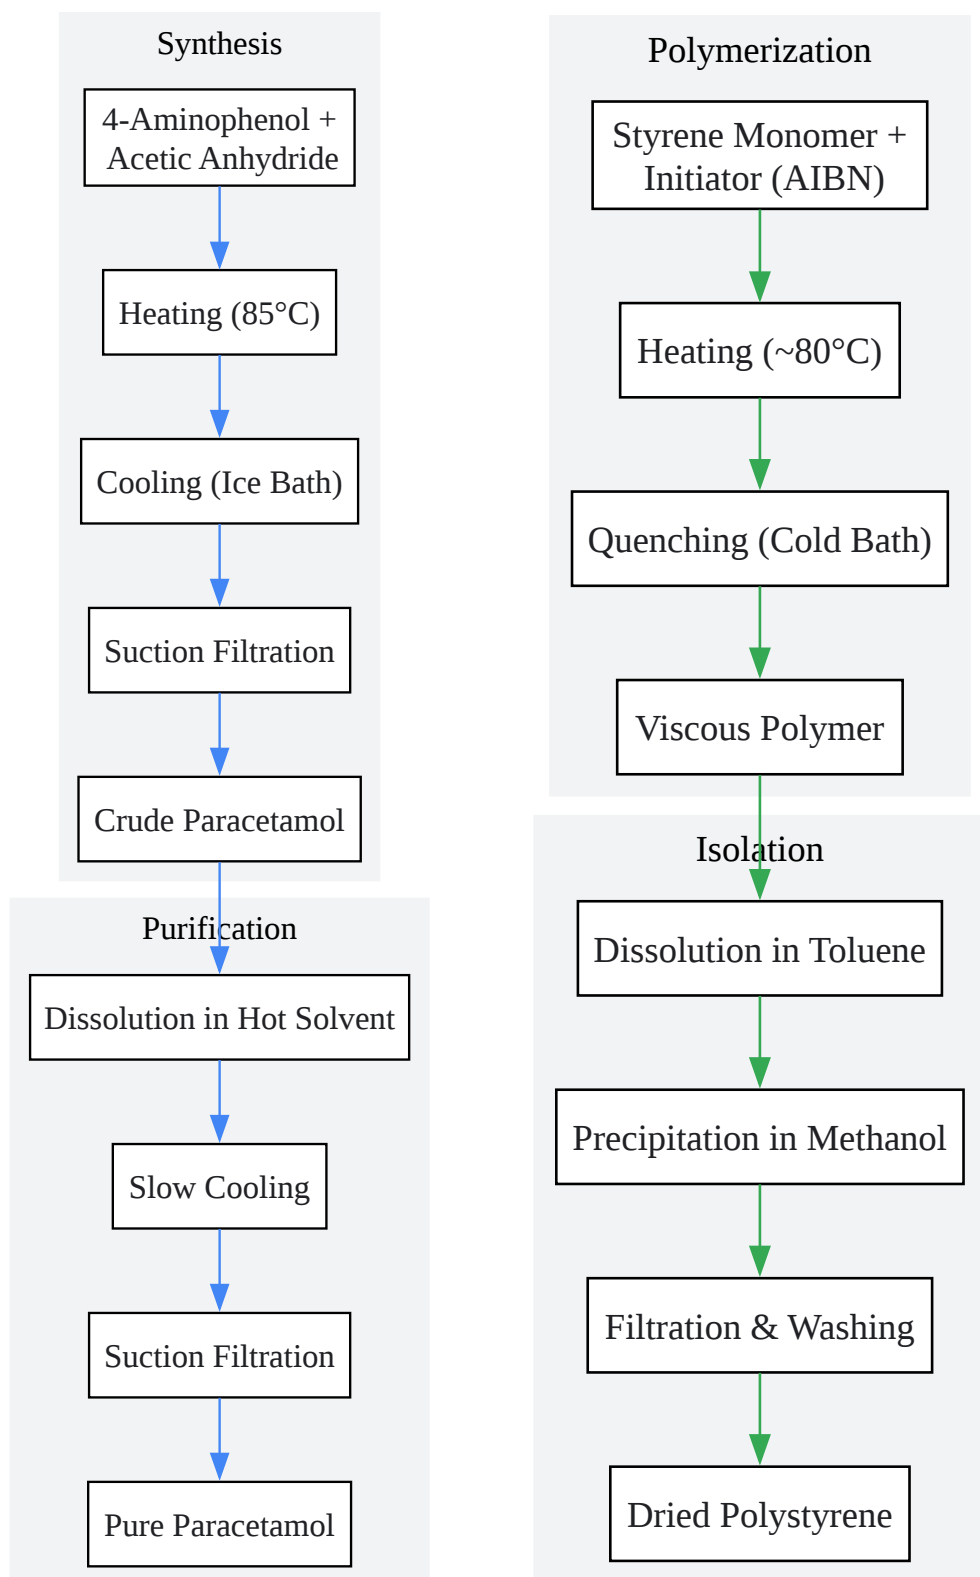 Synthesis
4-Aminophenol +
Acetic Anhydride
Heating (85°C)
Cooling (Ice Bath)
Suction Filtration
Crude Paracetamol
Purification
Dissolution in Hot Solvent
Slow Cooling
Suction Filtration
Pure Paracetamol
Polymerization
Styrene Monomer +
Initiator (AIBN)
Heating (~80°C)
Quenching (Cold Bath)
Viscous Polymer
Isolation
Dissolution in Toluene
Precipitation in Methanol
Filtration & Washing
Dried Polystyrene